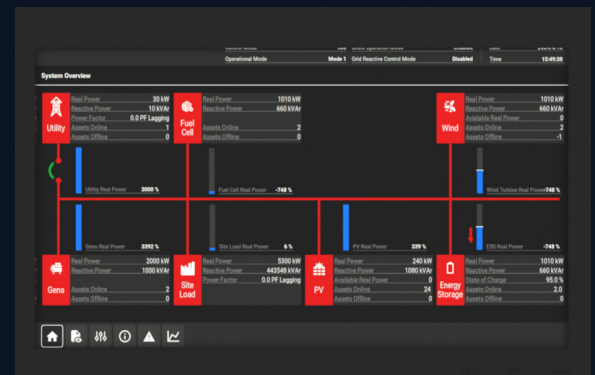 Operational Mode Mode 1 Grid Reactive Control Mode Disabled Time 15:49:38
System Overview
Utility
Real Power 30 kW
Reactive Power 10 kVAr
Power Factor 0.0 PF Lagging
Assets Online 1
Assets Offline 0
Fuel Cell
Real Power 1010 kW
Reactive Power 660 kVAr
Assets Online 2
Assets Offline 0
Wind
Real Power 1010 kW
Reactive Power 660 kVAr
Available Real Power 0
Assets Online 2
Assets Offline -1
Utility Real Power 3000 %
Fuel Cell Real Power -748 %
Wind Turbine Real Power -748 %
Gens Real Power 3392 %
Site Load Real Power 6 %
PV Real Power 339 %
ESS Real Power -748 %
Gens
Real Power 2000 kW
Reactive Power 1000 kVAr
Assets Online 2
Assets Offline 0
Site Load
Real Power 5300 kW
Reactive Power 443548 kVAr
Power Factor 0.0 PF Lagging
PV
Real Power 240 kW
Reactive Power 1080 kVAr
Available Real Power 0
Assets Online 24
Assets Offline 0
Energy Storage
Real Power 1010 kW
Reactive Power 660 kVAr
State of Charge 95.0 %
Assets Online 2.0
Assets Offline 0